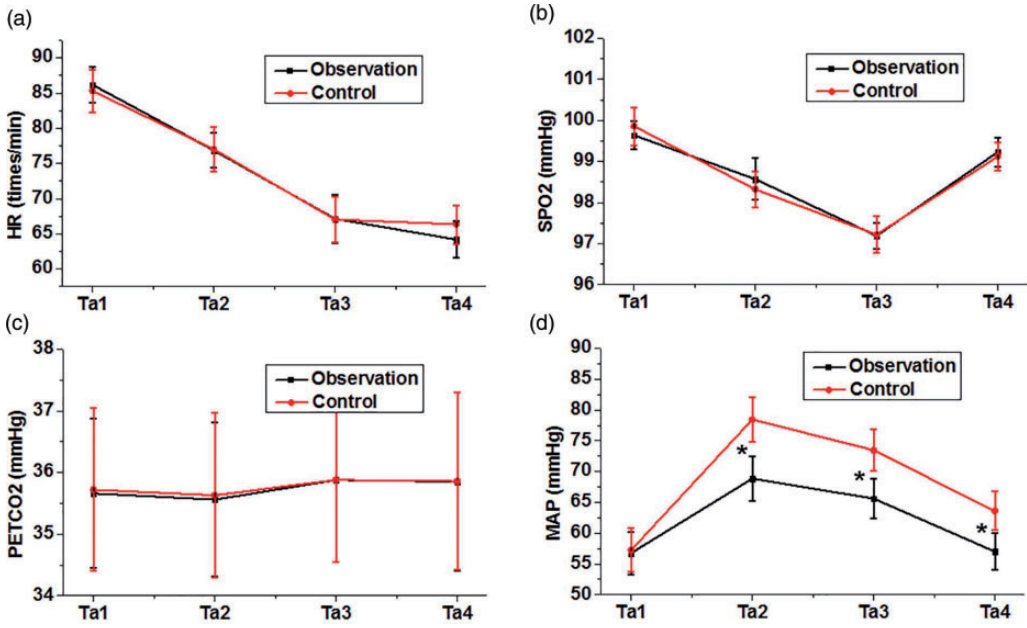 (a)
HR (times/min)
90
85
80
75
70
65
60
Observation
Control
Ta1 Ta2 Ta3 Ta4
(b)
SPO2 (mmHg)
102
101
100
99
98
97
96
Observation
Control
Ta1 Ta2 Ta3 Ta4
(c)
PETCO2 (mmHg)
38
37
36
35
34
Observation
Control
Ta1 Ta2 Ta3 Ta4
(d)
MAP (mmHg)
90
85
80
75
70
65
60
55
50
Observation
Control
*
*
*
Ta1 Ta2 Ta3 Ta4